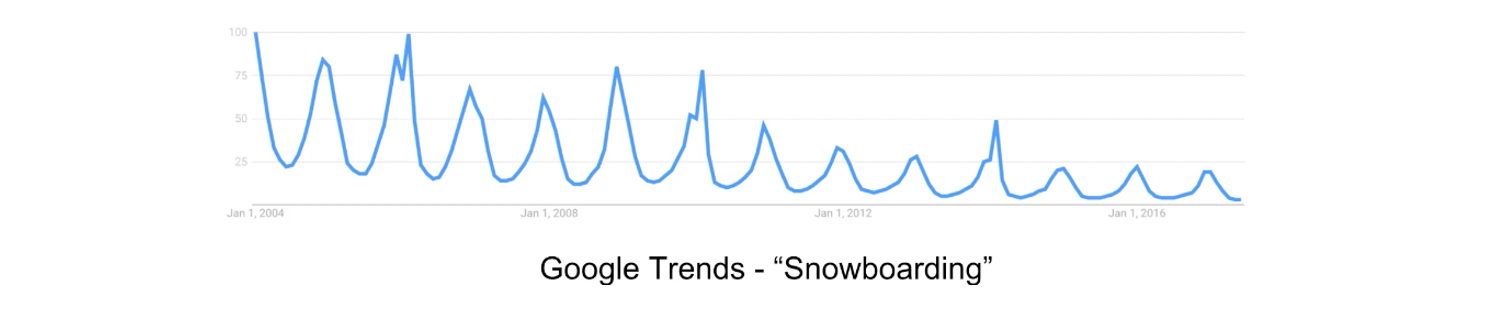 100
75
50
25
Jan 1, 2004 Jan 1, 2008 Jan 1, 2012 Jan 1, 2016
Google Trends - “Snowboarding”